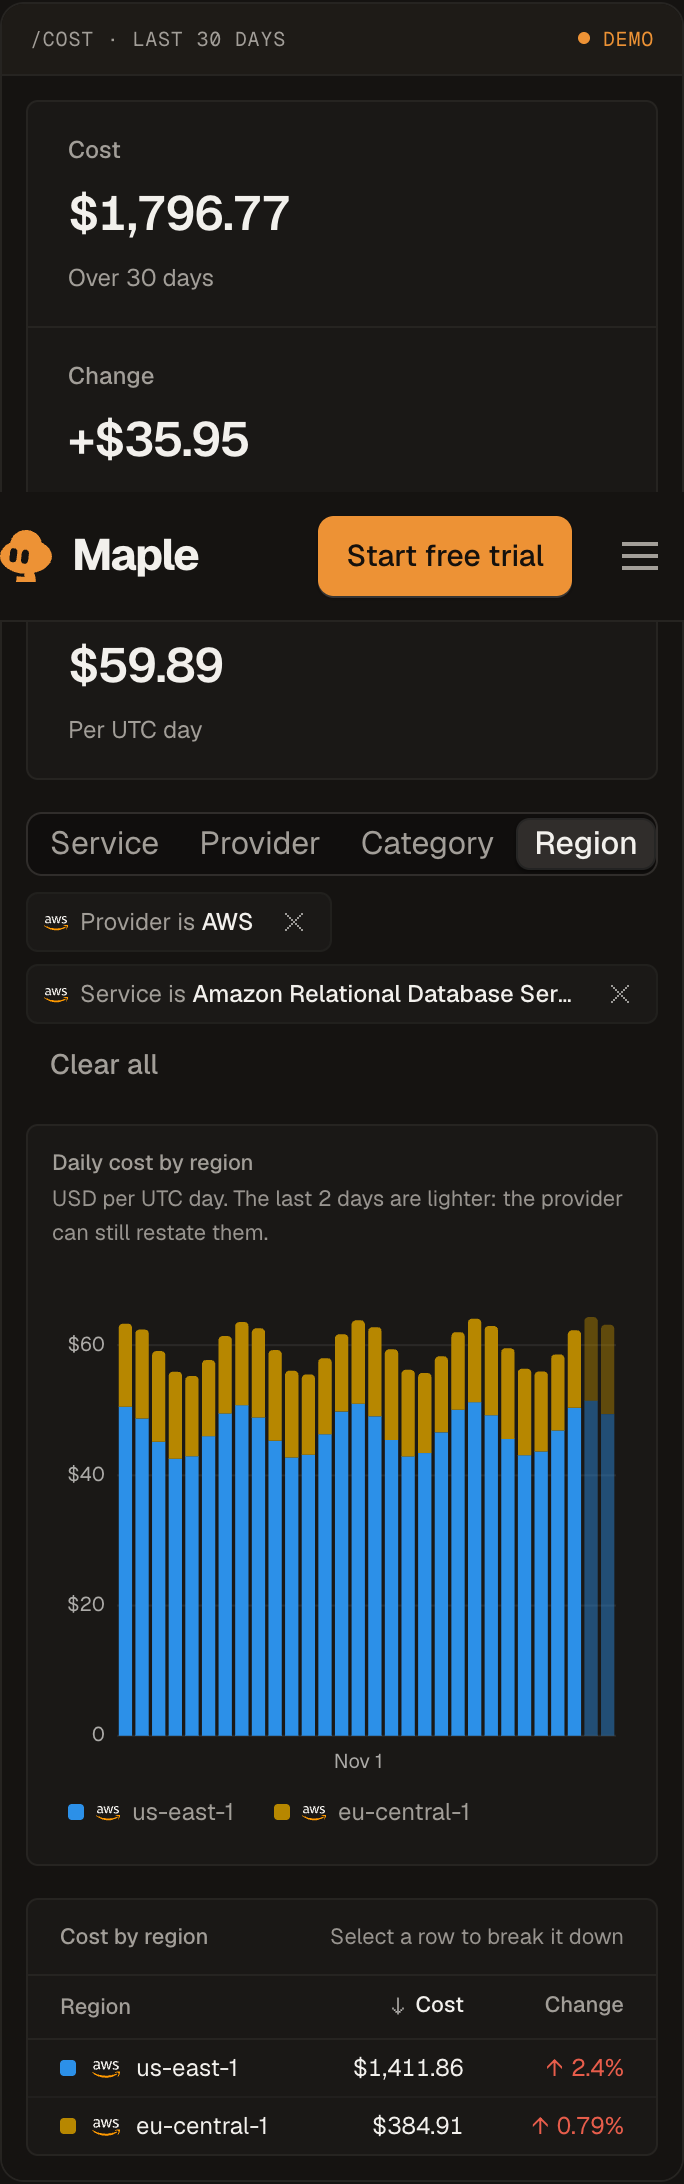 /COST · LAST 30 DAYS
DEMO
Cost
$1,796.77
Over 30 days
Change
+$35.95
Maple
Start free trial
$59.89
Per UTC day
Service Provider Category Region
aws Provider is AWS
aws Service is Amazon Relational Database Ser...
Clear all
Daily cost by region
USD per UTC day. The last 2 days are lighter: the provider
can still restate them.
$60
$40
$20
0
Nov 1
aws us-east-1 aws eu-central-1
Cost by region Select a row to break it down
Region ↓ Cost Change
aws us-east-1 $1,411.86 ↑ 2.4%
aws eu-central-1 $384.91 ↑ 0.79%